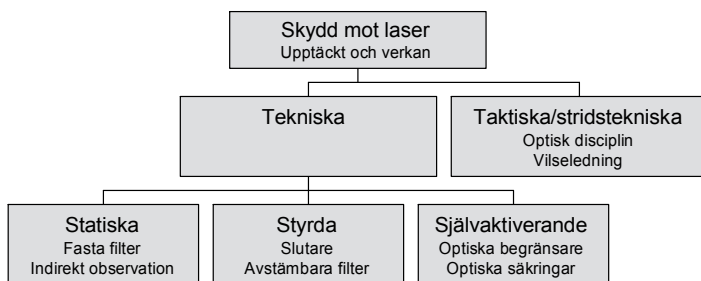 Skydd mot laser
Upptäckt och verkan
Tekniska
Taktiska/stridstekniska
Optisk disciplin
Vilseledning
Statiska
Fasta filter
Indirekt observation
Styrda
Slutare
Avstämbara filter
Självaktiverande
Optiska begränsare
Optiska säkringar